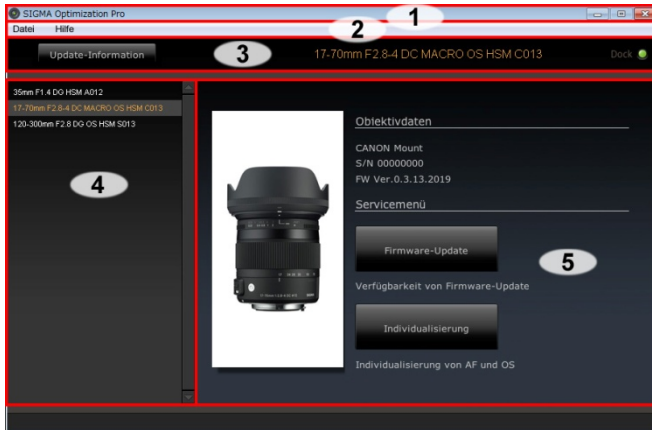 SIGMA Optimization Pro
1
Datei Hilfe
2
Update-Information
3
17-70mm F2.8-4 DC MACRO OS HSM C013
Dock
35mm F1.4 DG HSM A012
17-70mm F2.8-4 DC MACRO OS HSM C013
120-300mm F2.8 DG OS HSM S013
4
Objektivdaten
CANON Mount
S/N 00000000
FW Ver.0.3.13.2019
Servicemenü
Firmware-Update
5
Verfügbarkeit von Firmware-Update
Individualisierung
Individualisierung von AF und OS